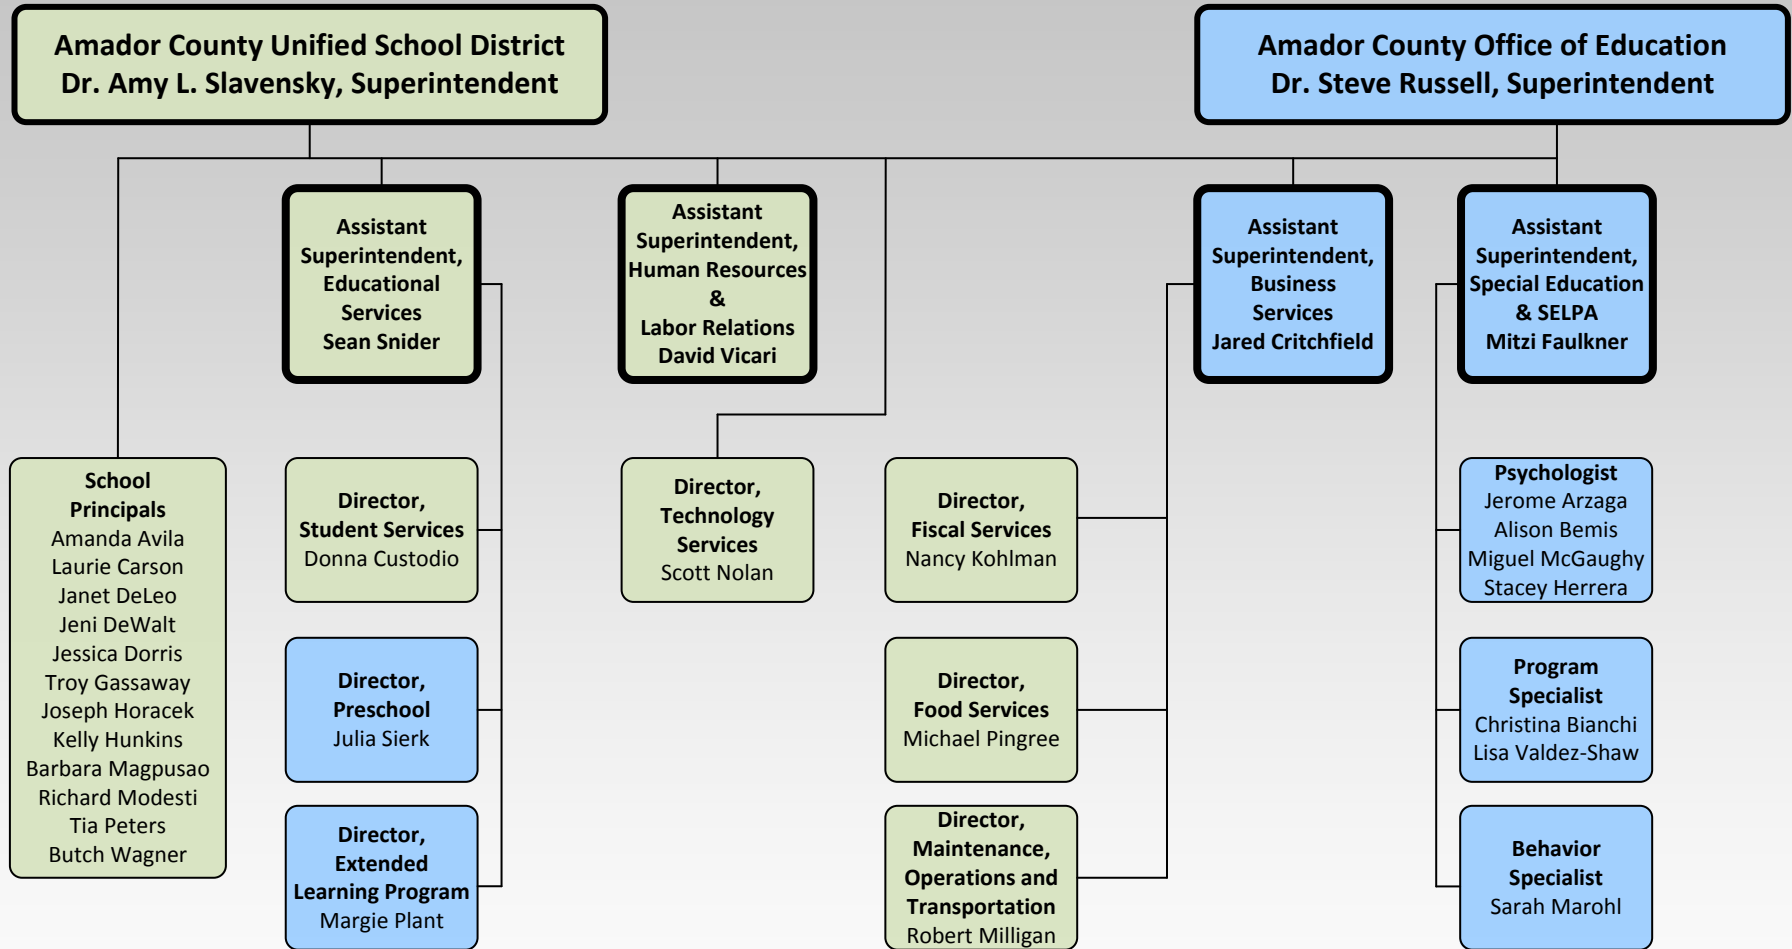 Amador County Unified School District
Dr. Amy L. Slavensky, Superintendent
Amador County Office of Education
Dr. Steve Russell, Superintendent
Assistant
Superintendent,
Educational
Services
Sean Snider
Assistant
Superintendent,
Human Resources
&
Labor Relations
David Vicari
Assistant
Superintendent,
Business
Services
Jared Critchfield
Assistant
Superintendent,
Special Education
& SELPA
Mitzi Faulkner
School
Principals
Amanda Avila
Laurie Carson
Janet DeLeo
Jeni DeWalt
Jessica Dorris
Troy Gassaway
Joseph Horacek
Kelly Hunkins
Barbara Magpusao
Richard Modesti
Tia Peters
Butch Wagner
Director,
Student Services
Donna Custodio
Director,
Technology
Services
Scott Nolan
Director,
Fiscal Services
Nancy Kohlman
Psychologist
Jerome Arzaga
Alison Bemis
Miguel McGaughy
Stacey Herrera
Director,
Preschool
Julia Sierk
Director,
Food Services
Michael Pingree
Program
Specialist
Christina Bianchi
Lisa Valdez-Shaw
Director,
Extended
Learning Program
Margie Plant
Director,
Maintenance,
Operations and
Transportation
Robert Milligan
Behavior
Specialist
Sarah Marohl